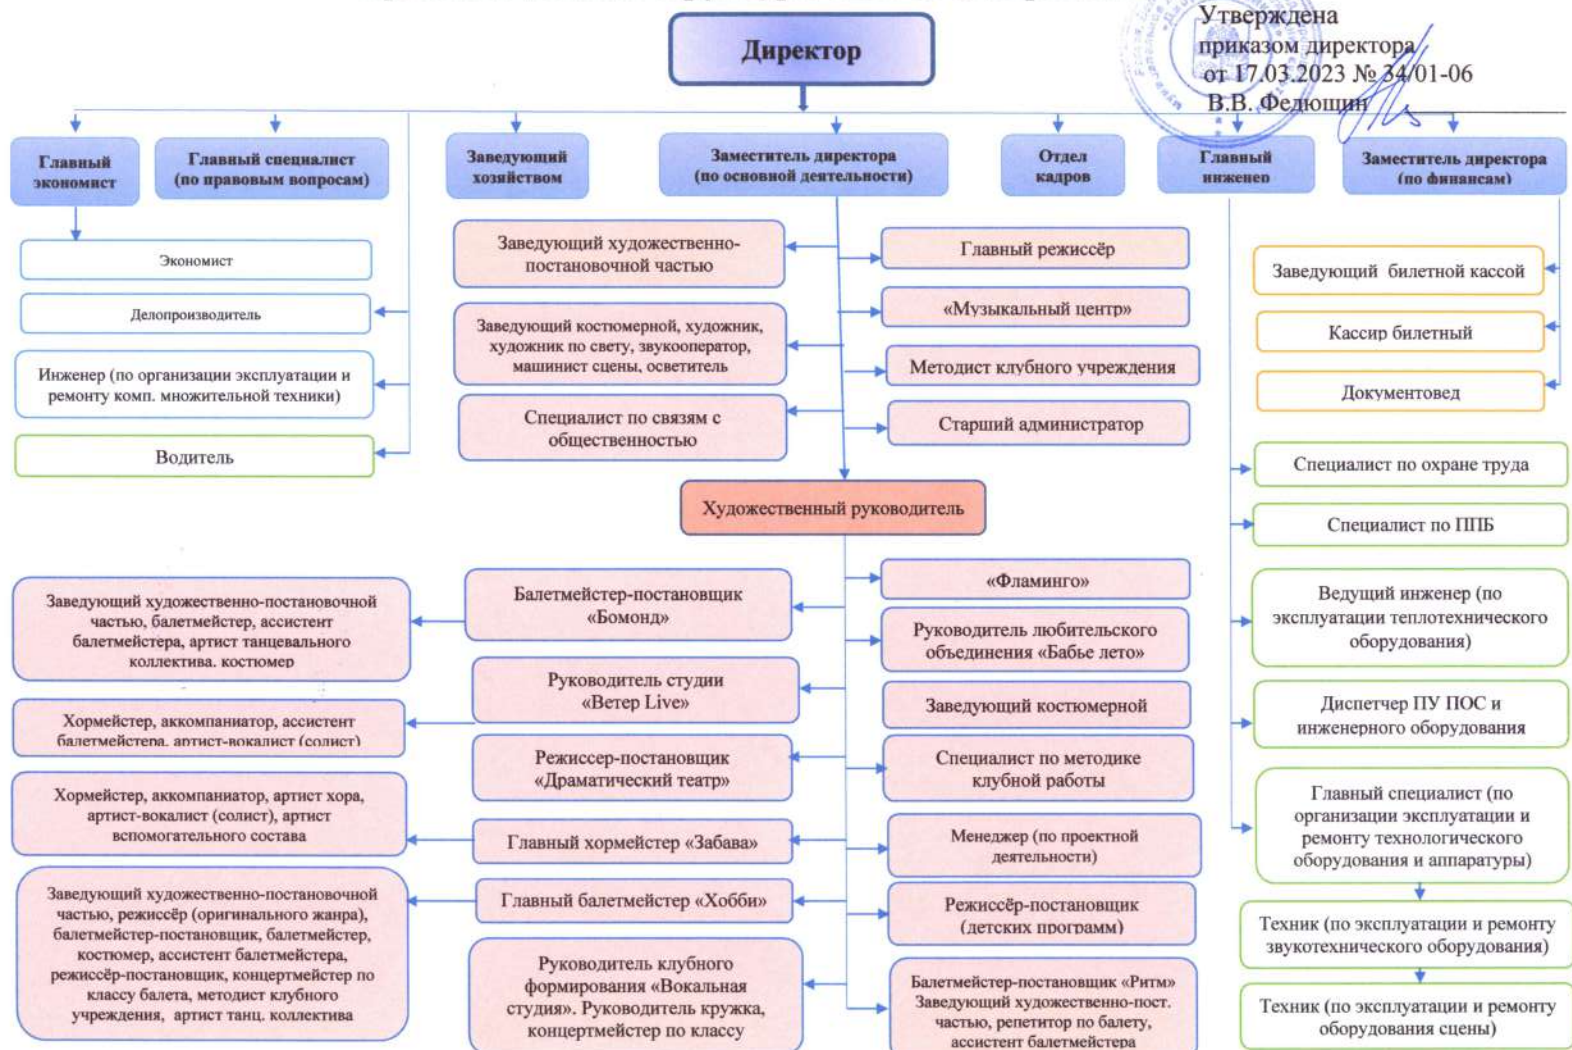 Утверждена
приказом директора
от 17.03.2023 № 34/01-06
В.В. Федюшин
Директор
Главный
экономист
Главный специалист
(по правовым вопросам)
Заведующий
хозяйством
Заместитель директора
(по основной деятельности)
Отдел
кадров
Главный
инженер
Заместитель директора
(по финансам)
Экономист
Делопроизводитель
Инженер (по организации эксплуатации и
ремонту комп. множительной техники)
Водитель
Заведующий художественно-
постановочной частью
Заведующий костюмерной, художник,
художник по свету, звукооператор,
машинист сцены, осветитель
Специалист по связям с
общественностью
Главный режиссёр
«Музыкальный центр»
Методист клубного учреждения
Старший администратор
Заведующий билетной кассой
Кассир билетный
Документовед
Художественный руководитель
Специалист по охране труда
Специалист по ППБ
Ведущий инженер (по
эксплуатации теплотехнического
оборудования)
Диспетчер ПУ ПОС и
инженерного оборудования
Главный специалист (по
организации эксплуатации и
ремонту технологического
оборудования и аппаратуры)
Техник (по эксплуатации и ремонту
звукотехнического оборудования)
Техник (по эксплуатации и ремонту
оборудования сцены)
Заведующий художественно-постановочной
частью, балетмейстер, ассистент
балетмейстера, артист танцевального
коллектива, костюмер
Хормейстер, аккомпаниатор, ассистент
балетмейстера, артист-вокалист (солист)
Хормейстер, аккомпаниатор, артист хора,
артист-вокалист (солист), артист
вспомогательного состава
Заведующий художественно-постановочной
частью, режиссёр (оригинального жанра),
балетмейстер-постановщик, балетмейстер,
костюмер, ассистент балетмейстера,
режиссёр-постановщик, концертмейстер по
классу балета, методист клубного
учреждения, артист танц. коллектива
Балетмейстер-постановщик
«Бомонд»
Руководитель студии
«Ветер Live»
Режиссер-постановщик
«Драматический театр»
Главный хормейстер «Забава»
Главный балетмейстер «Хобби»
Руководитель клубного
формирования «Вокальная
студия». Руководитель кружка,
концертмейстер по классу
«Фламинго»
Руководитель любительского
объединения «Бабье лето»
Заведующий костюмерной
Специалист по методике
клубной работы
Менеджер (по проектной
деятельности)
Режиссёр-постановщик
(детских программ)
Балетмейстер-постановщик «Ритм»
Заведующий художественно-пост.
частью, репетитор по балету,
ассистент балетмейстера